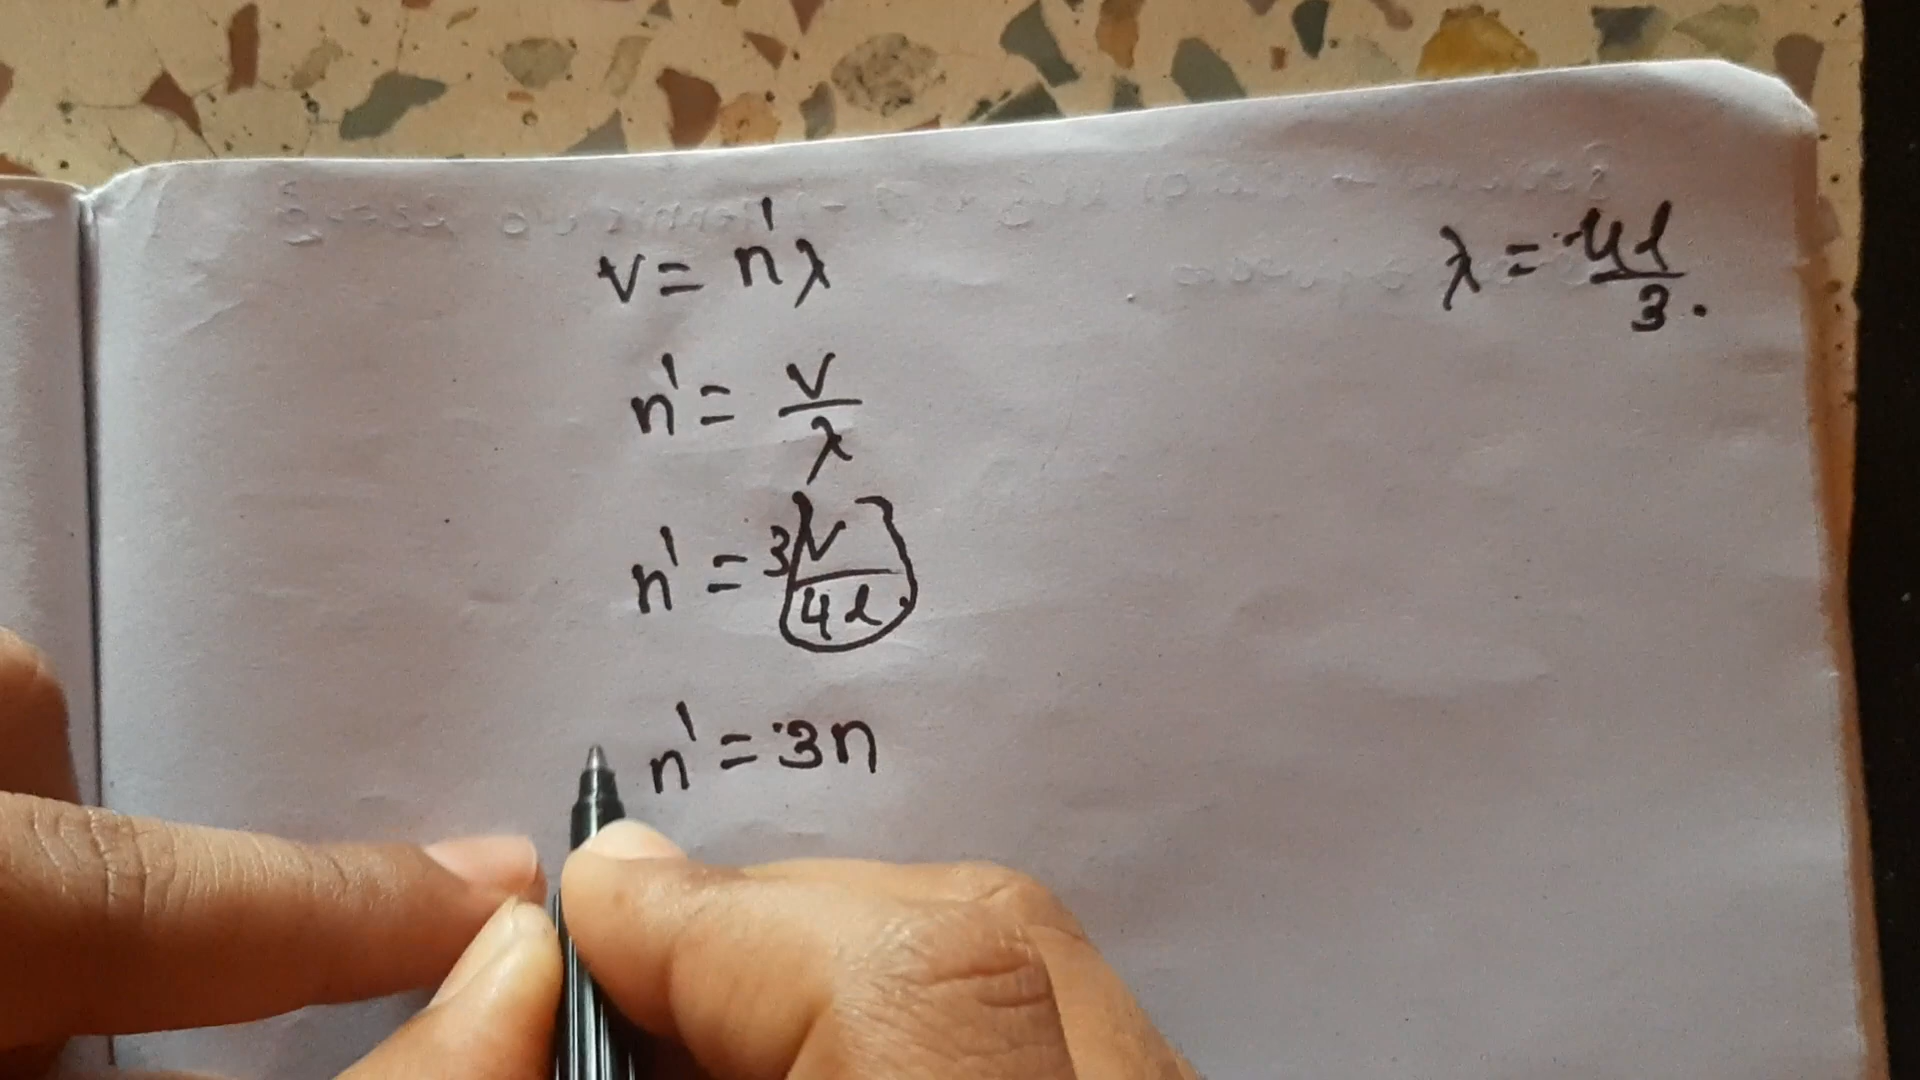 v = n'λ
λ = 4l/3.
n' = v/λ
n' = 3v/4l
n' = 3n